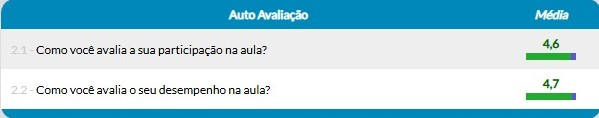 Auto Avaliação Média
2.1 - Como você avalia a sua participação na aula? 4,6
2.2 - Como você avalia o seu desempenho na aula? 4,7